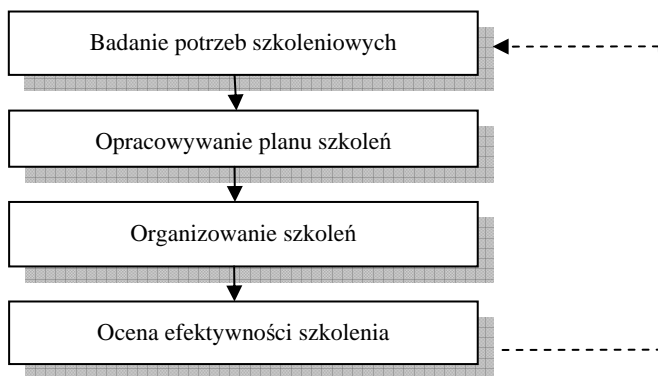 Badanie potrzeb szkoleniowych
Opracowywanie planu szkoleń
Organizowanie szkoleń
Ocena efektywności szkolenia